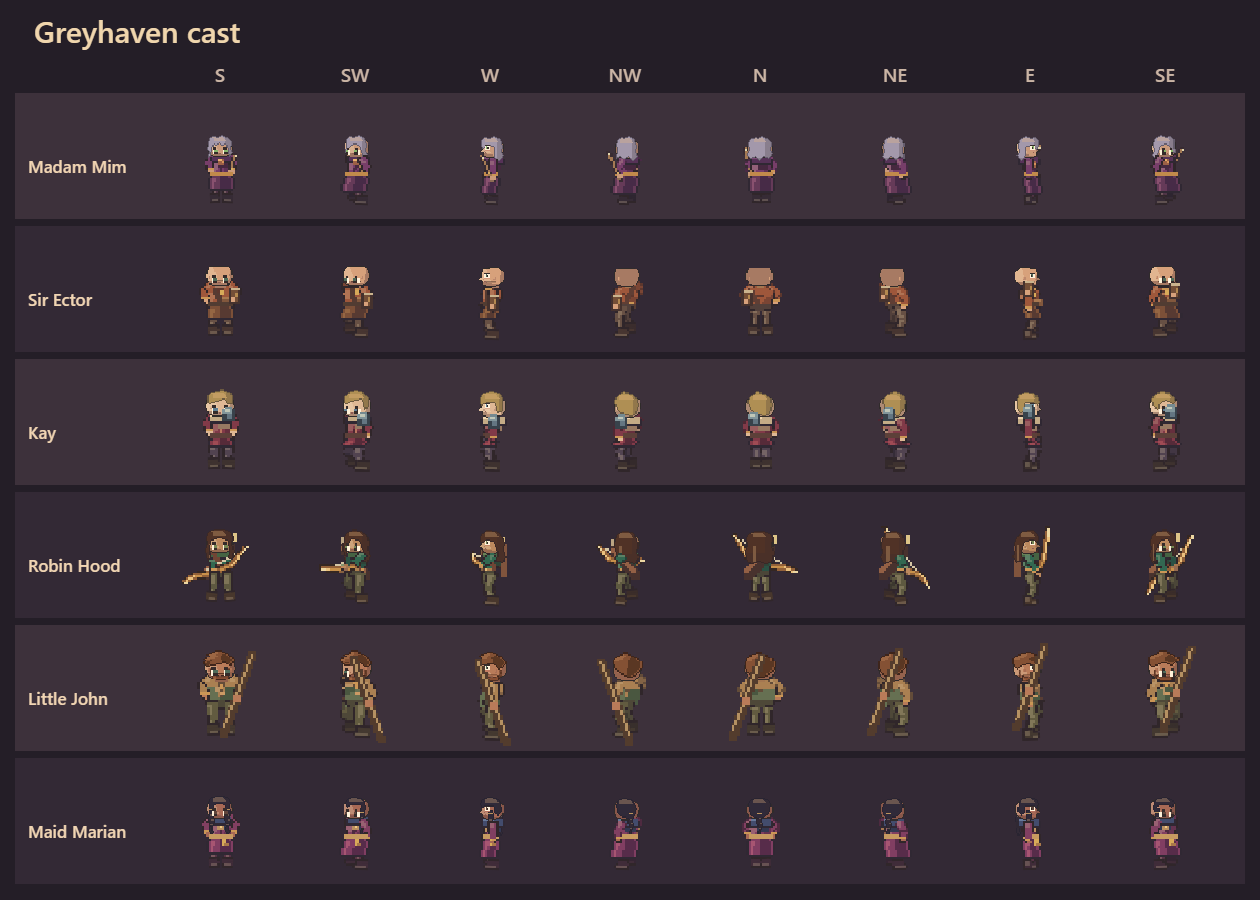 Greyhaven cast
S SW W NW N NE E SE
Madam Mim
Sir Ector
Kay
Robin Hood
Little John
Maid Marian